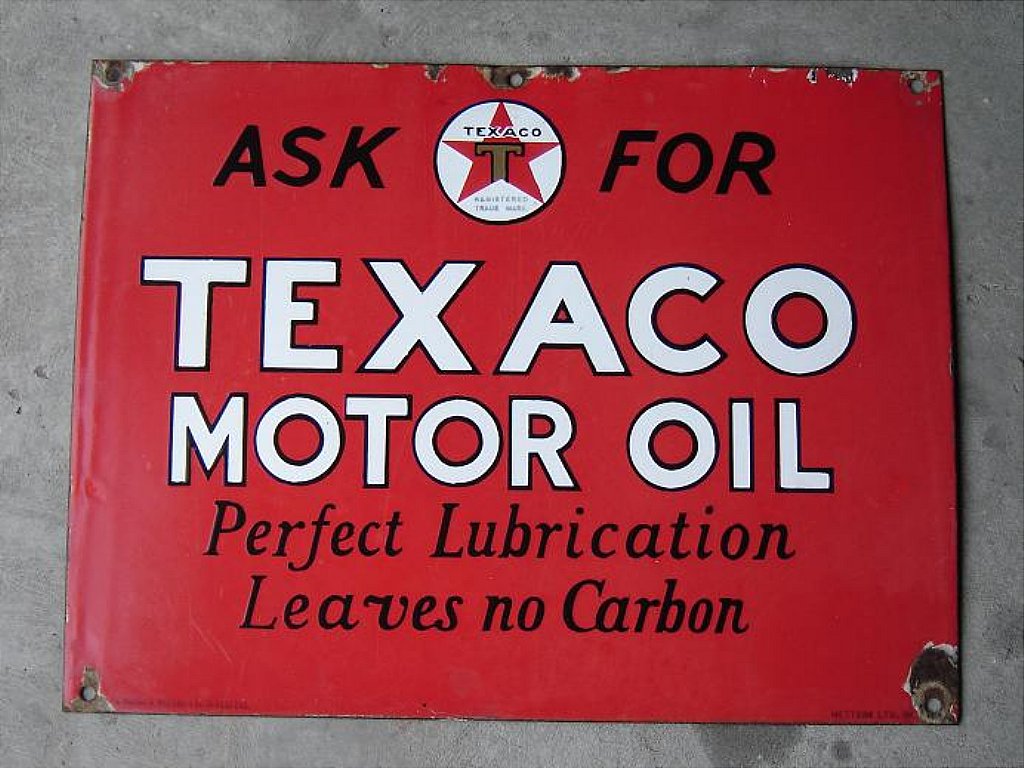 ASK FOR
TEXACO
T
REGISTERED
TRADE MARK
TEXACO
MOTOR OIL
Perfect Lubrication
Leaves no Carbon